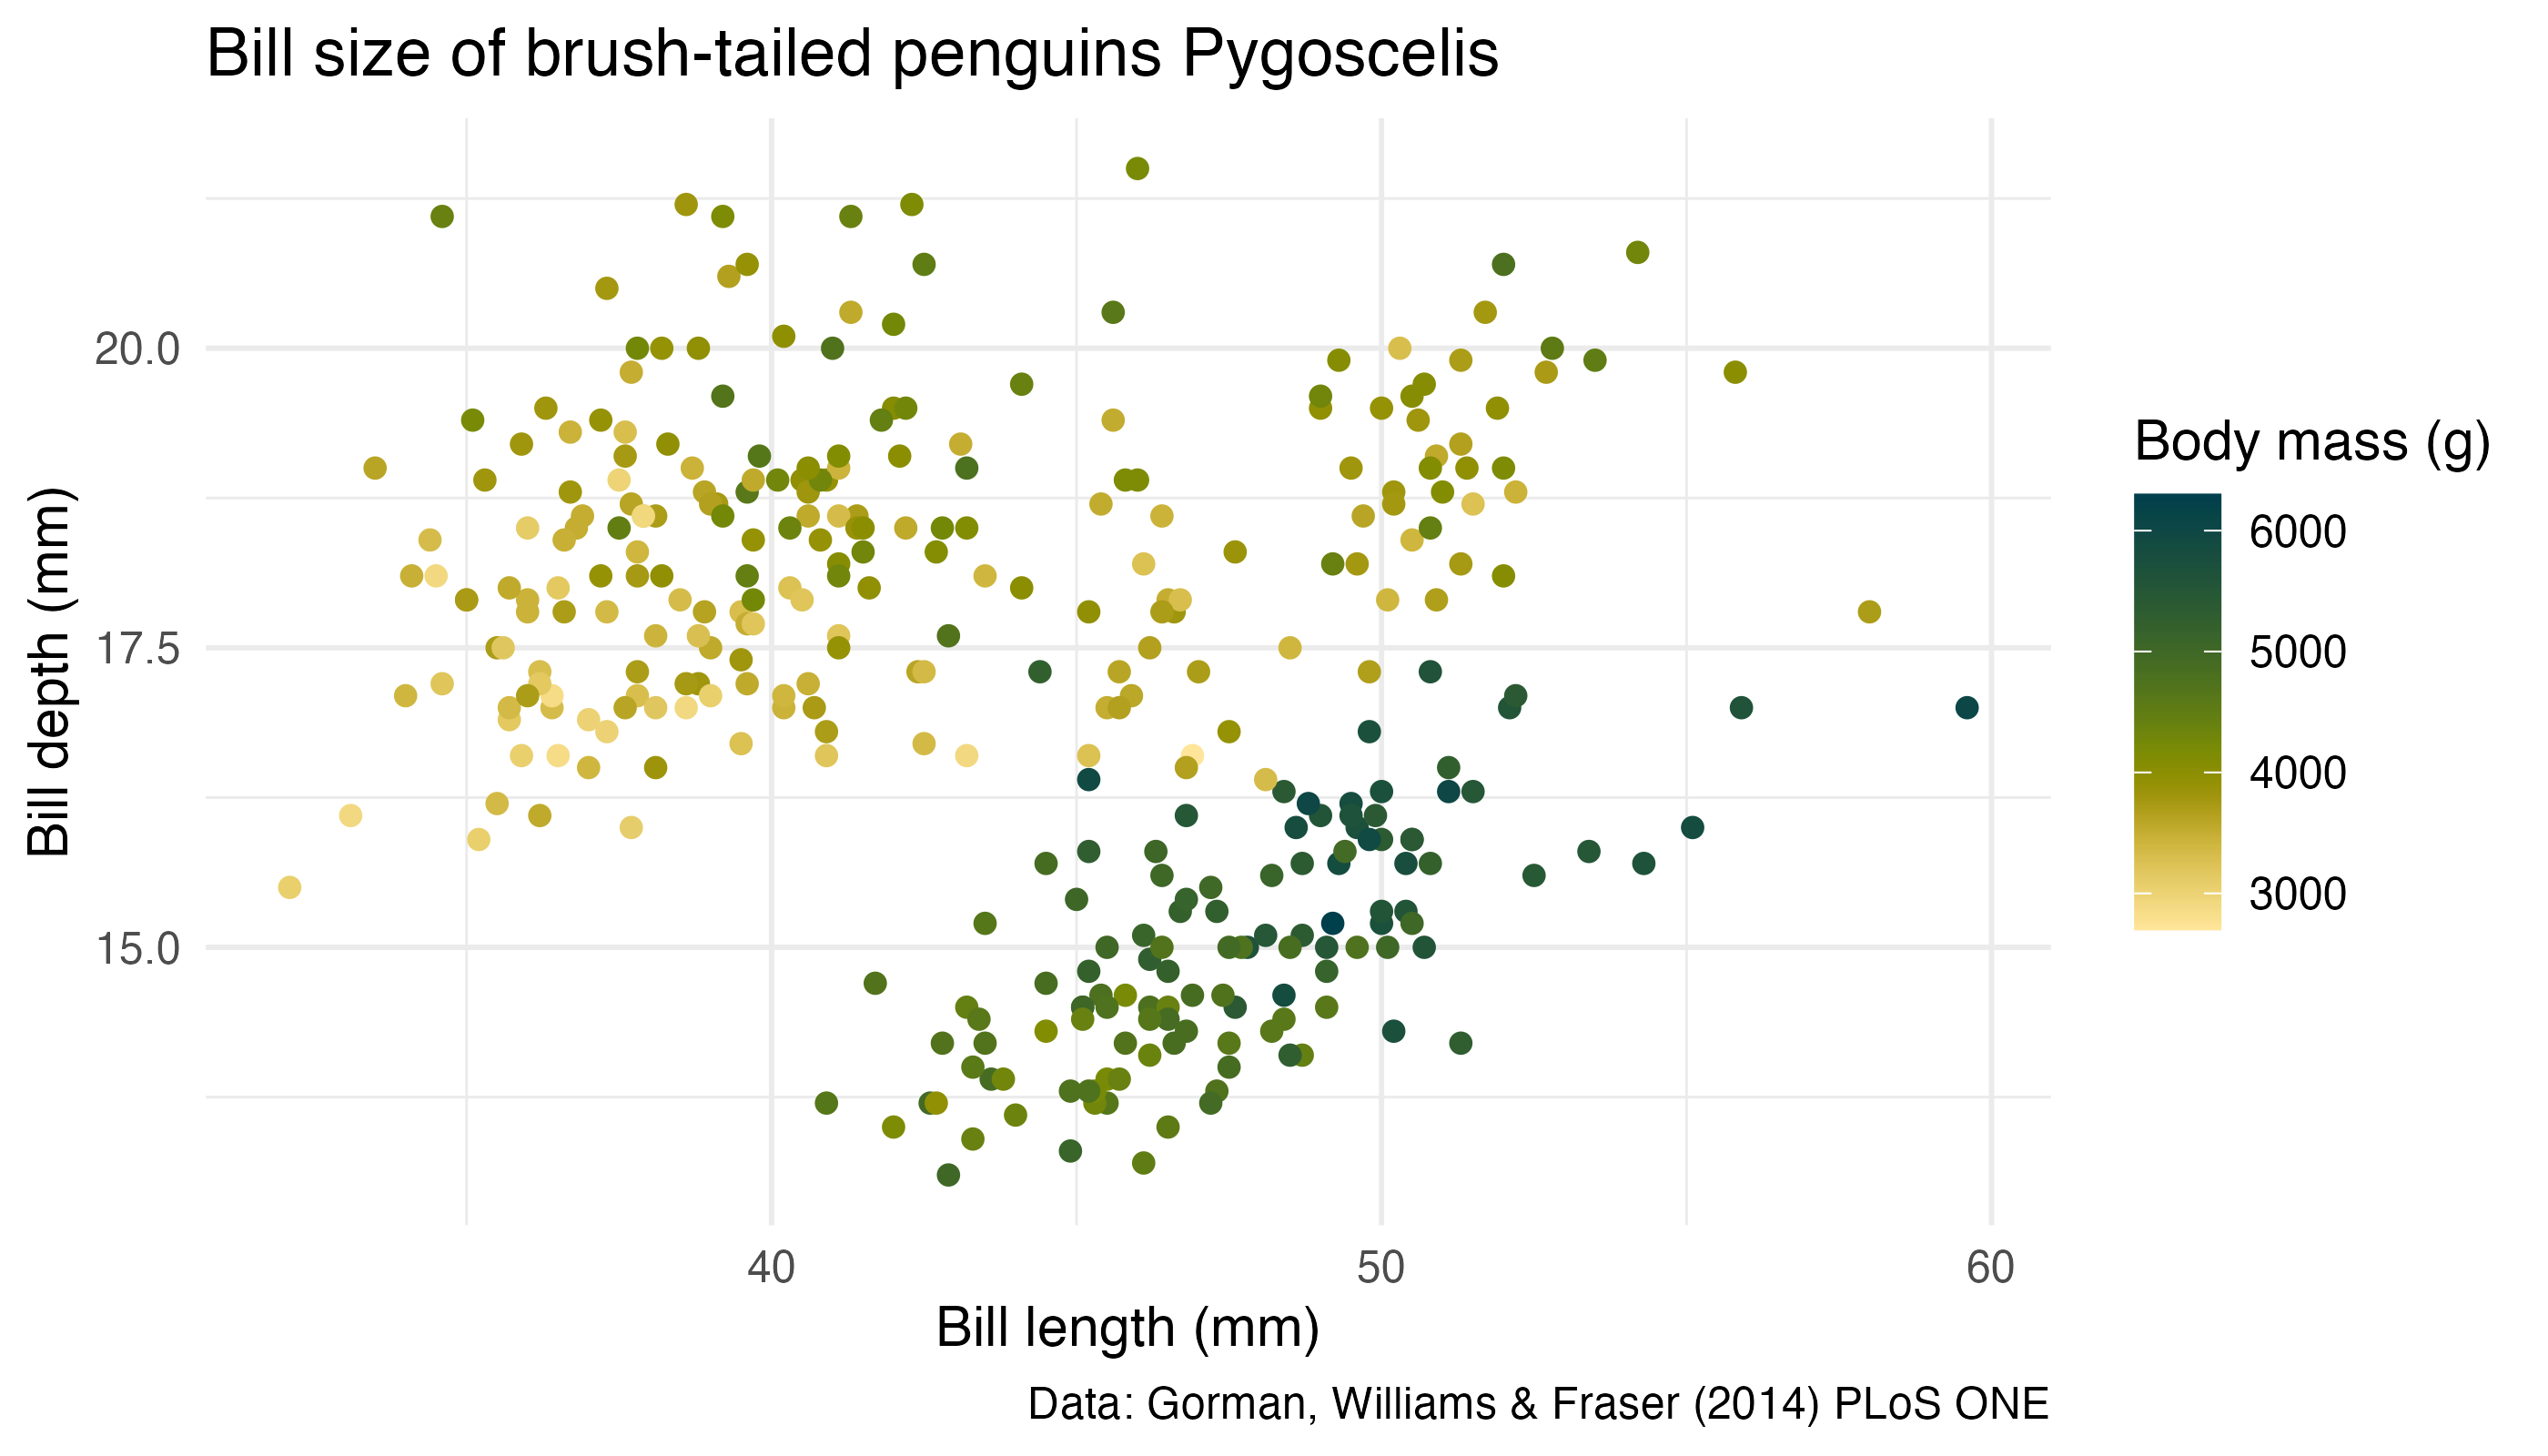 Bill size of brush-tailed penguins Pygoscelis
20.0
17.5
15.0
Bill depth (mm)
40
50
60
Bill length (mm)
Body mass (g)
6000
5000
4000
3000
Data: Gorman, Williams & Fraser (2014) PLoS ONE